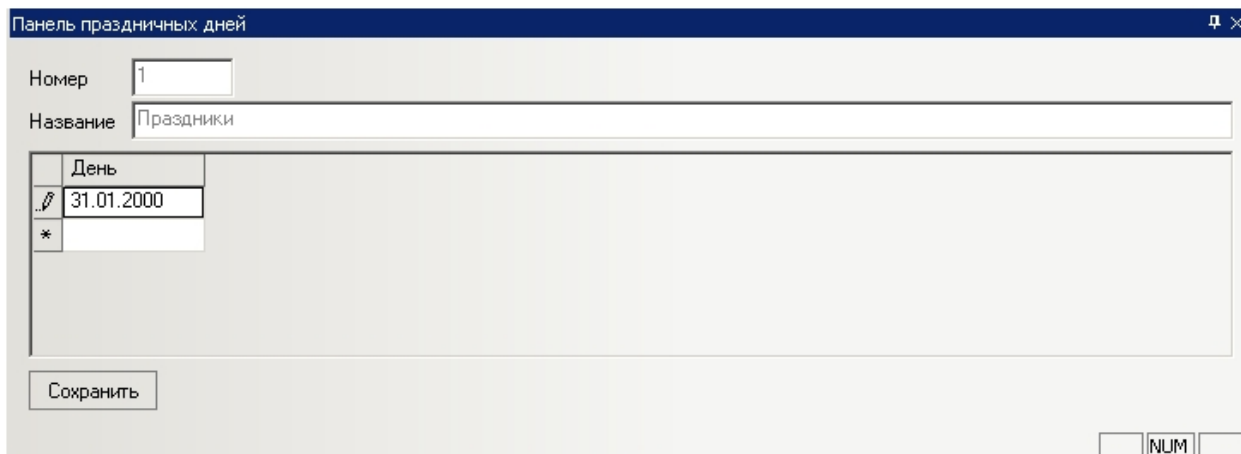 Панель праздничных дней
Номер 1
Название Праздники
День
31.01.2000
*
Сохранить
NUM